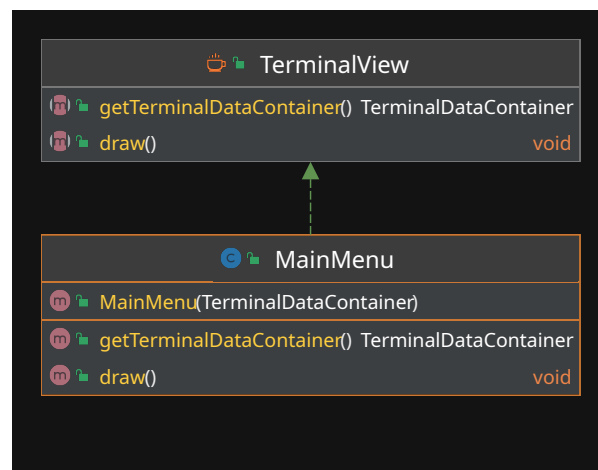 TerminalView
getTerminalDataContainer() TerminalDataContainer
draw() void
MainMenu
MainMenu(TerminalDataContainer)
getTerminalDataContainer() TerminalDataContainer
draw() void